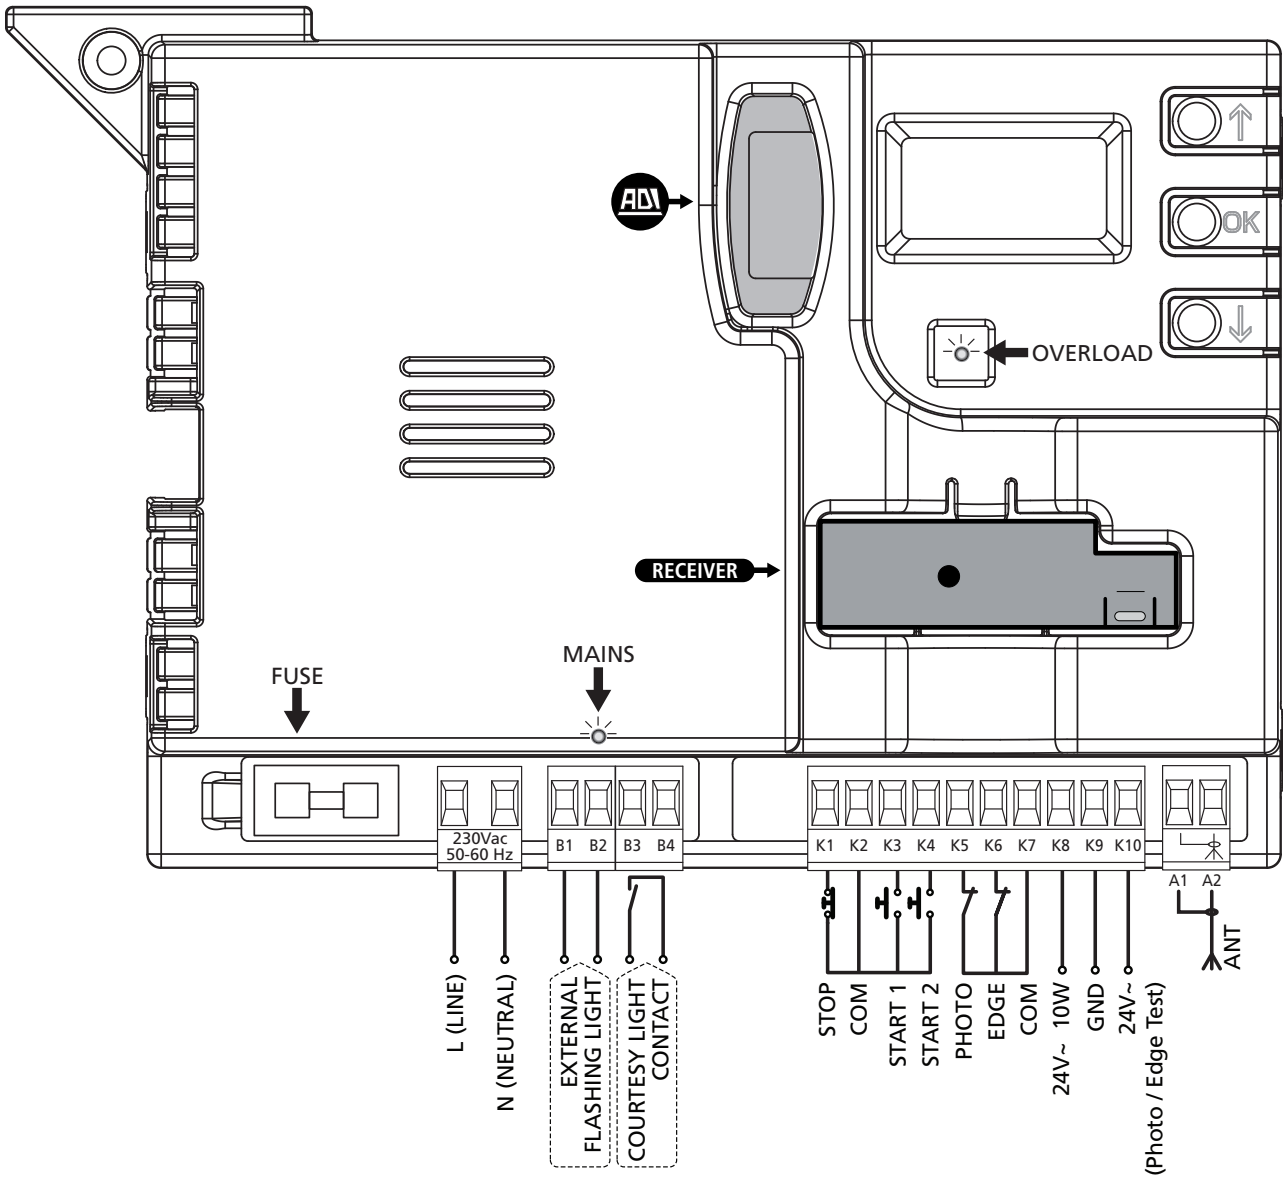 ADI
OK
OVERLOAD
RECEIVER
MAINS
FUSE
230Vac
50-60 Hz
B1 B2 B3 B4
K1 K2 K3 K4 K5 K6 K7 K8 K9 K10
A1 A2
L (LINE)
N (NEUTRAL)
EXTERNAL
FLASHING LIGHT
COURTESY LIGHT
CONTACT
STOP
COM
START 1
START 2
PHOTO
EDGE
COM
24V~ 10W
GND
24V~
(Photo / Edge Test)
ANT